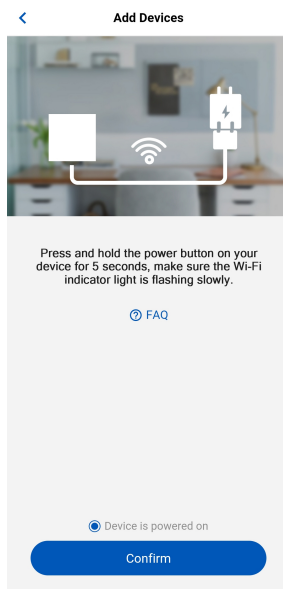 Add Devices
Press and hold the power button on your
device for 5 seconds, make sure the Wi-Fi
indicator light is flashing slowly.
FAQ
Device is powered on
Confirm